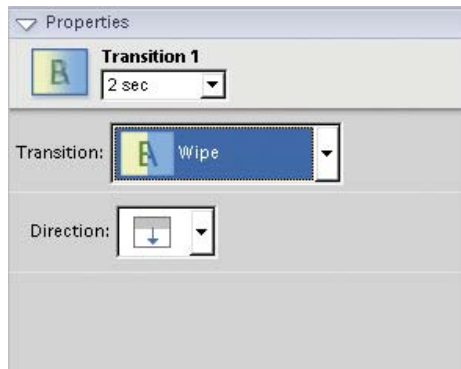 Properties
Transition 1
2 sec
Transition:
Wipe
Direction: